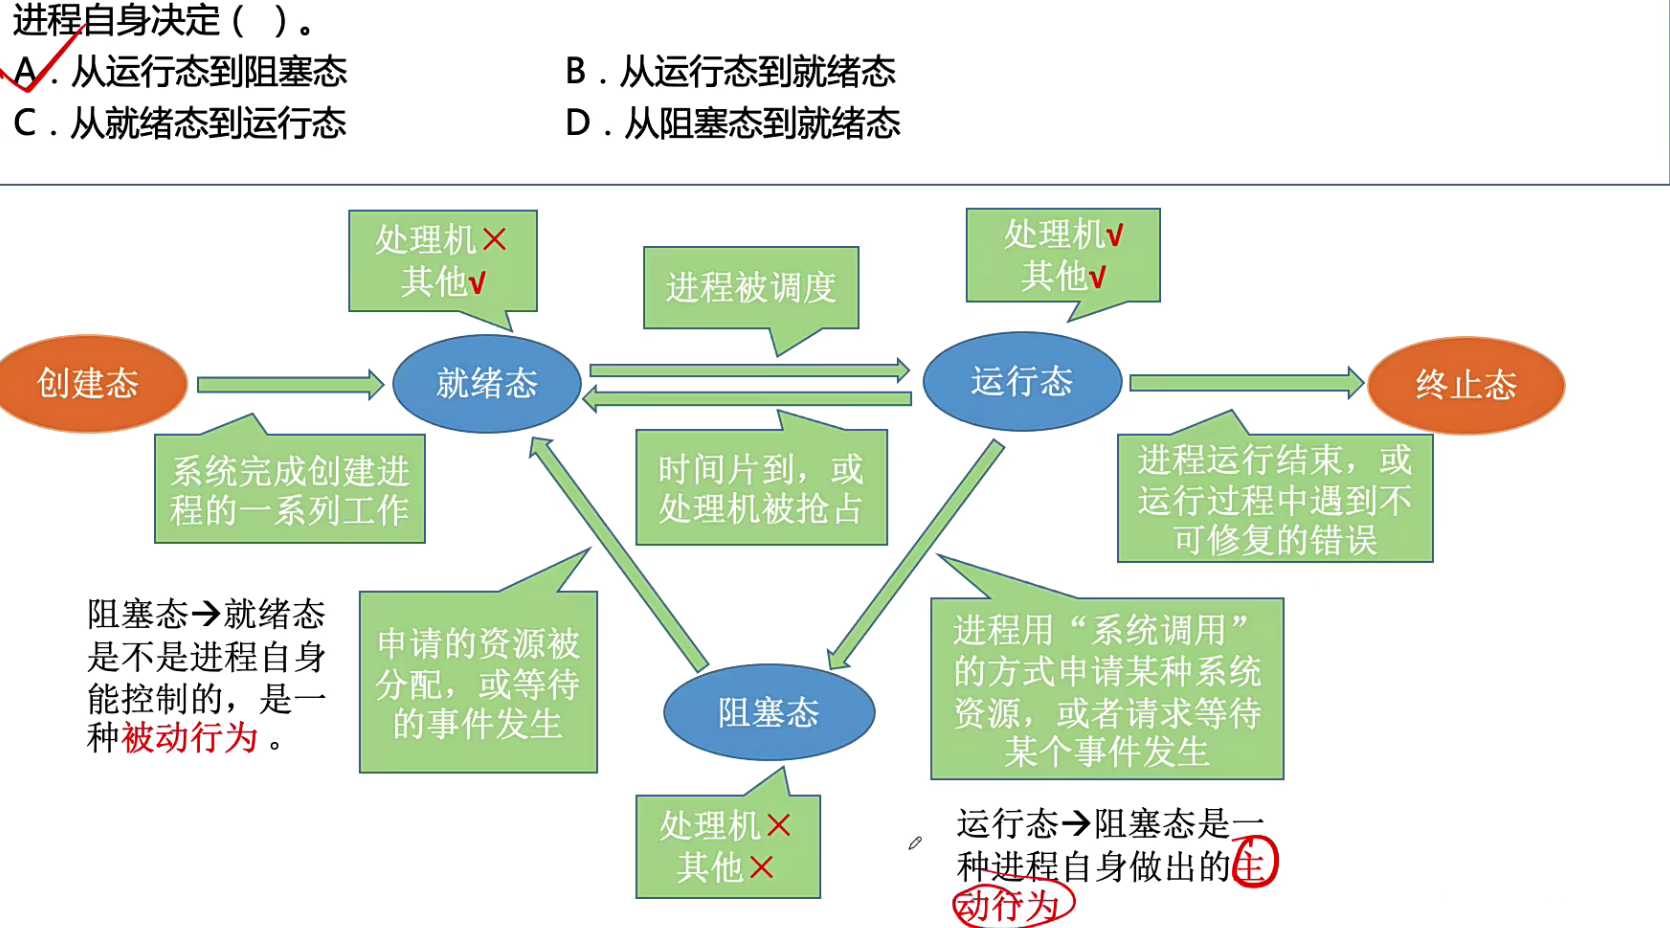 进程自身决定（ ）。
A．从运行态到阻塞态
B．从运行态到就绪态
C．从就绪态到运行态
D．从阻塞态到就绪态
处理机×
其他√
进程被调度
处理机√
其他√
创建态
就绪态
运行态
终止态
系统完成创建进
程的一系列工作
时间片到，或
处理机被抢占
进程运行结束，或
运行过程中遇到不
可修复的错误
阻塞态→就绪态
是不是进程自身
能控制的，是一
种被动行为 。
申请的资源被
分配，或等待
的事件发生
进程用“系统调用”
的方式申请某种系统
资源，或者请求等待
某个事件发生
阻塞态
处理机×
其他×
运行态→阻塞态是一
种进程自身做出的主
动行为